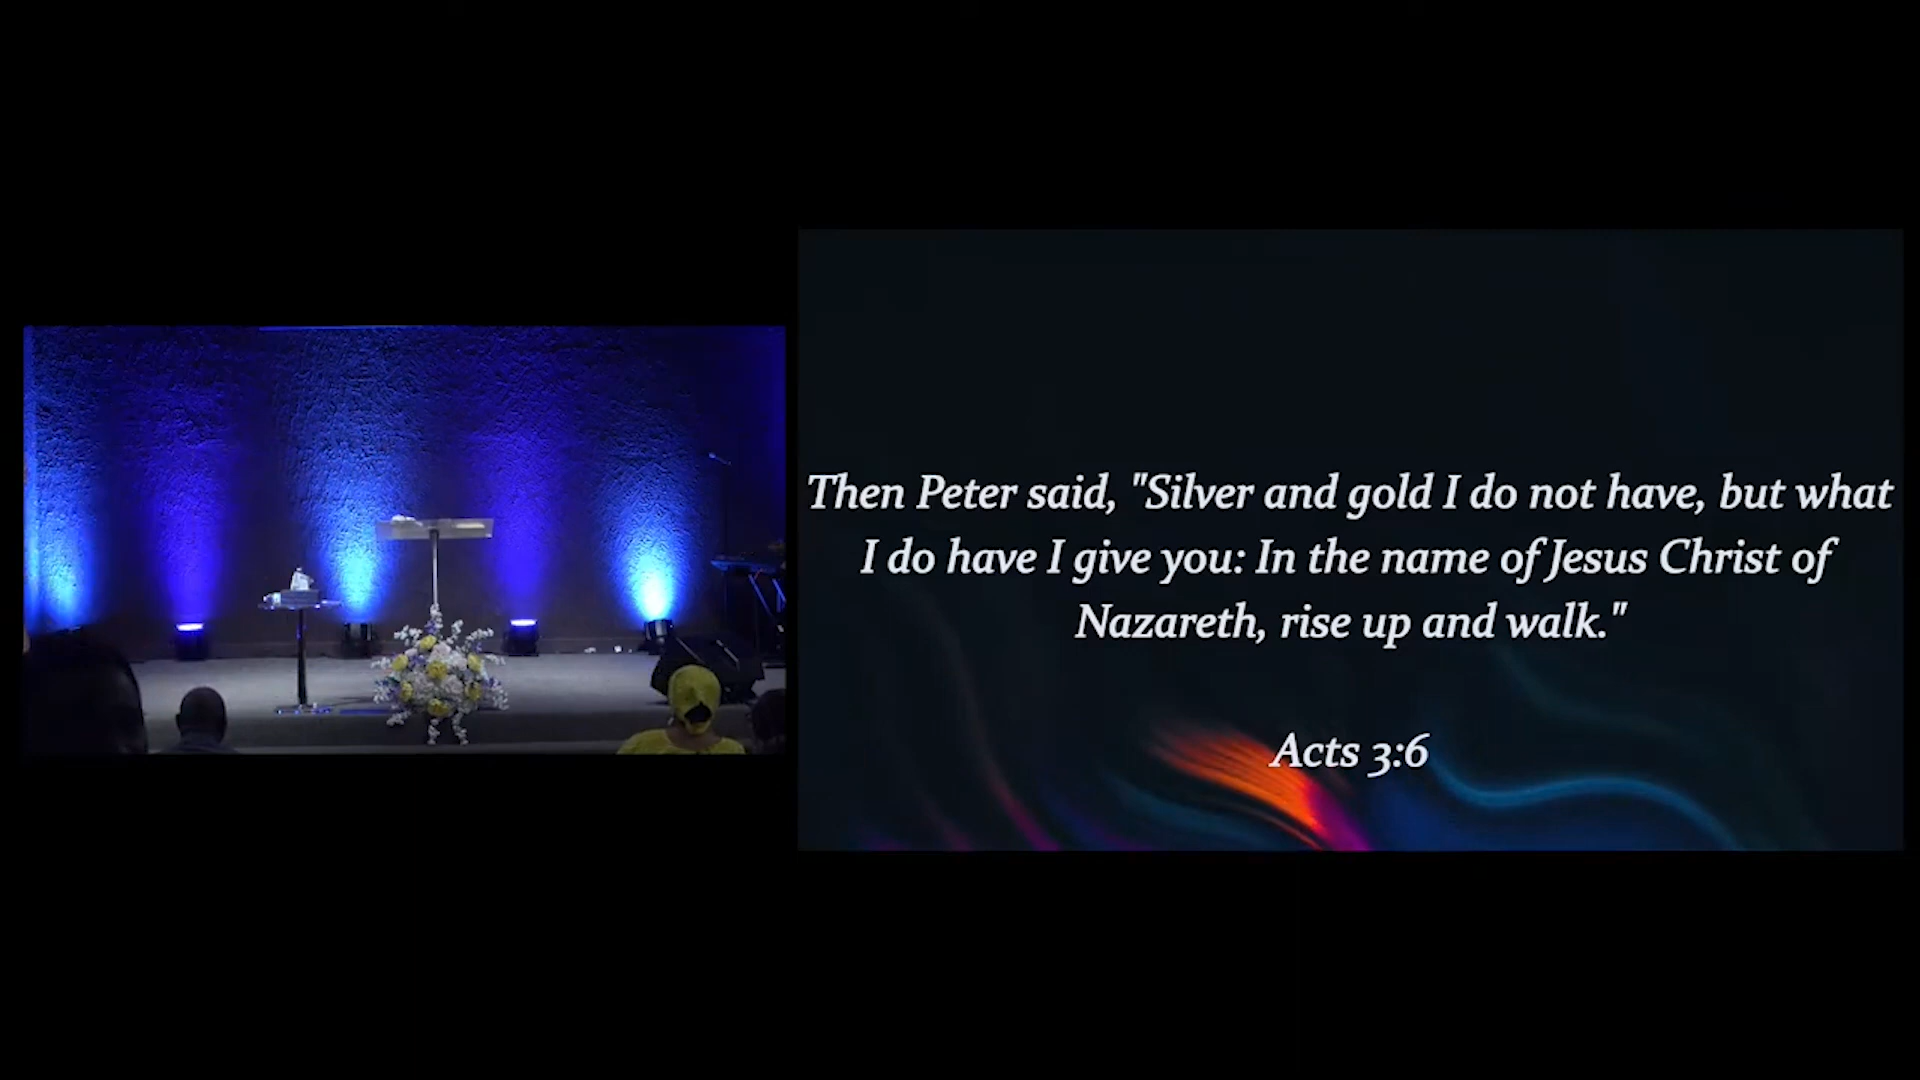 Then Peter said, "Silver and gold I do not have, but what
I do have I give you: In the name of Jesus Christ of
Nazareth, rise up and walk."
Acts 3:6